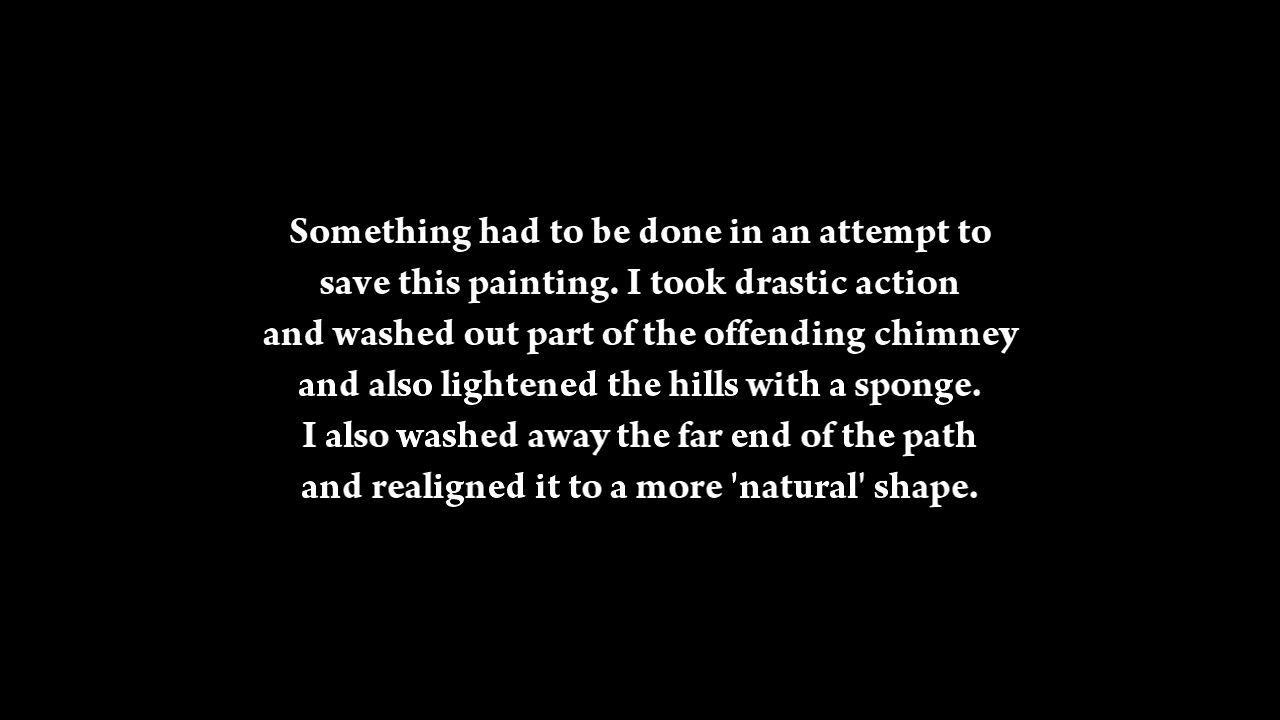 Something had to be done in an attempt to
save this painting. I took drastic action
and washed out part of the offending chimney
and also lightened the hills with a sponge.
I also washed away the far end of the path
and realigned it to a more 'natural' shape.